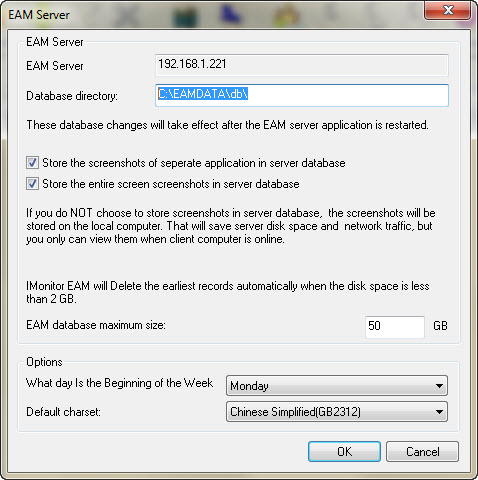 EAM Server
EAM Server
EAM Server
192.168.1.221
Database directory:
C:\EAMDATA\db\
These database changes will take effect after the EAM server application is restarted.
Store the screenshots of seperate application in server database
Store the entire screen screenshots in server database
If you do NOT choose to store screenshots in server database, the screenshots will be
stored on the local computer. That will save server disk space and network traffic, but
you only can view them when client computer is online.
IMonitor EAM will Delete the earliest records automatically when the disk space is less
than 2 GB.
EAM database maximum size:
50
GB
Options
What day Is the Beginning of the Week
Monday
Default charset:
Chinese Simplified(GB2312)
OK
Cancel